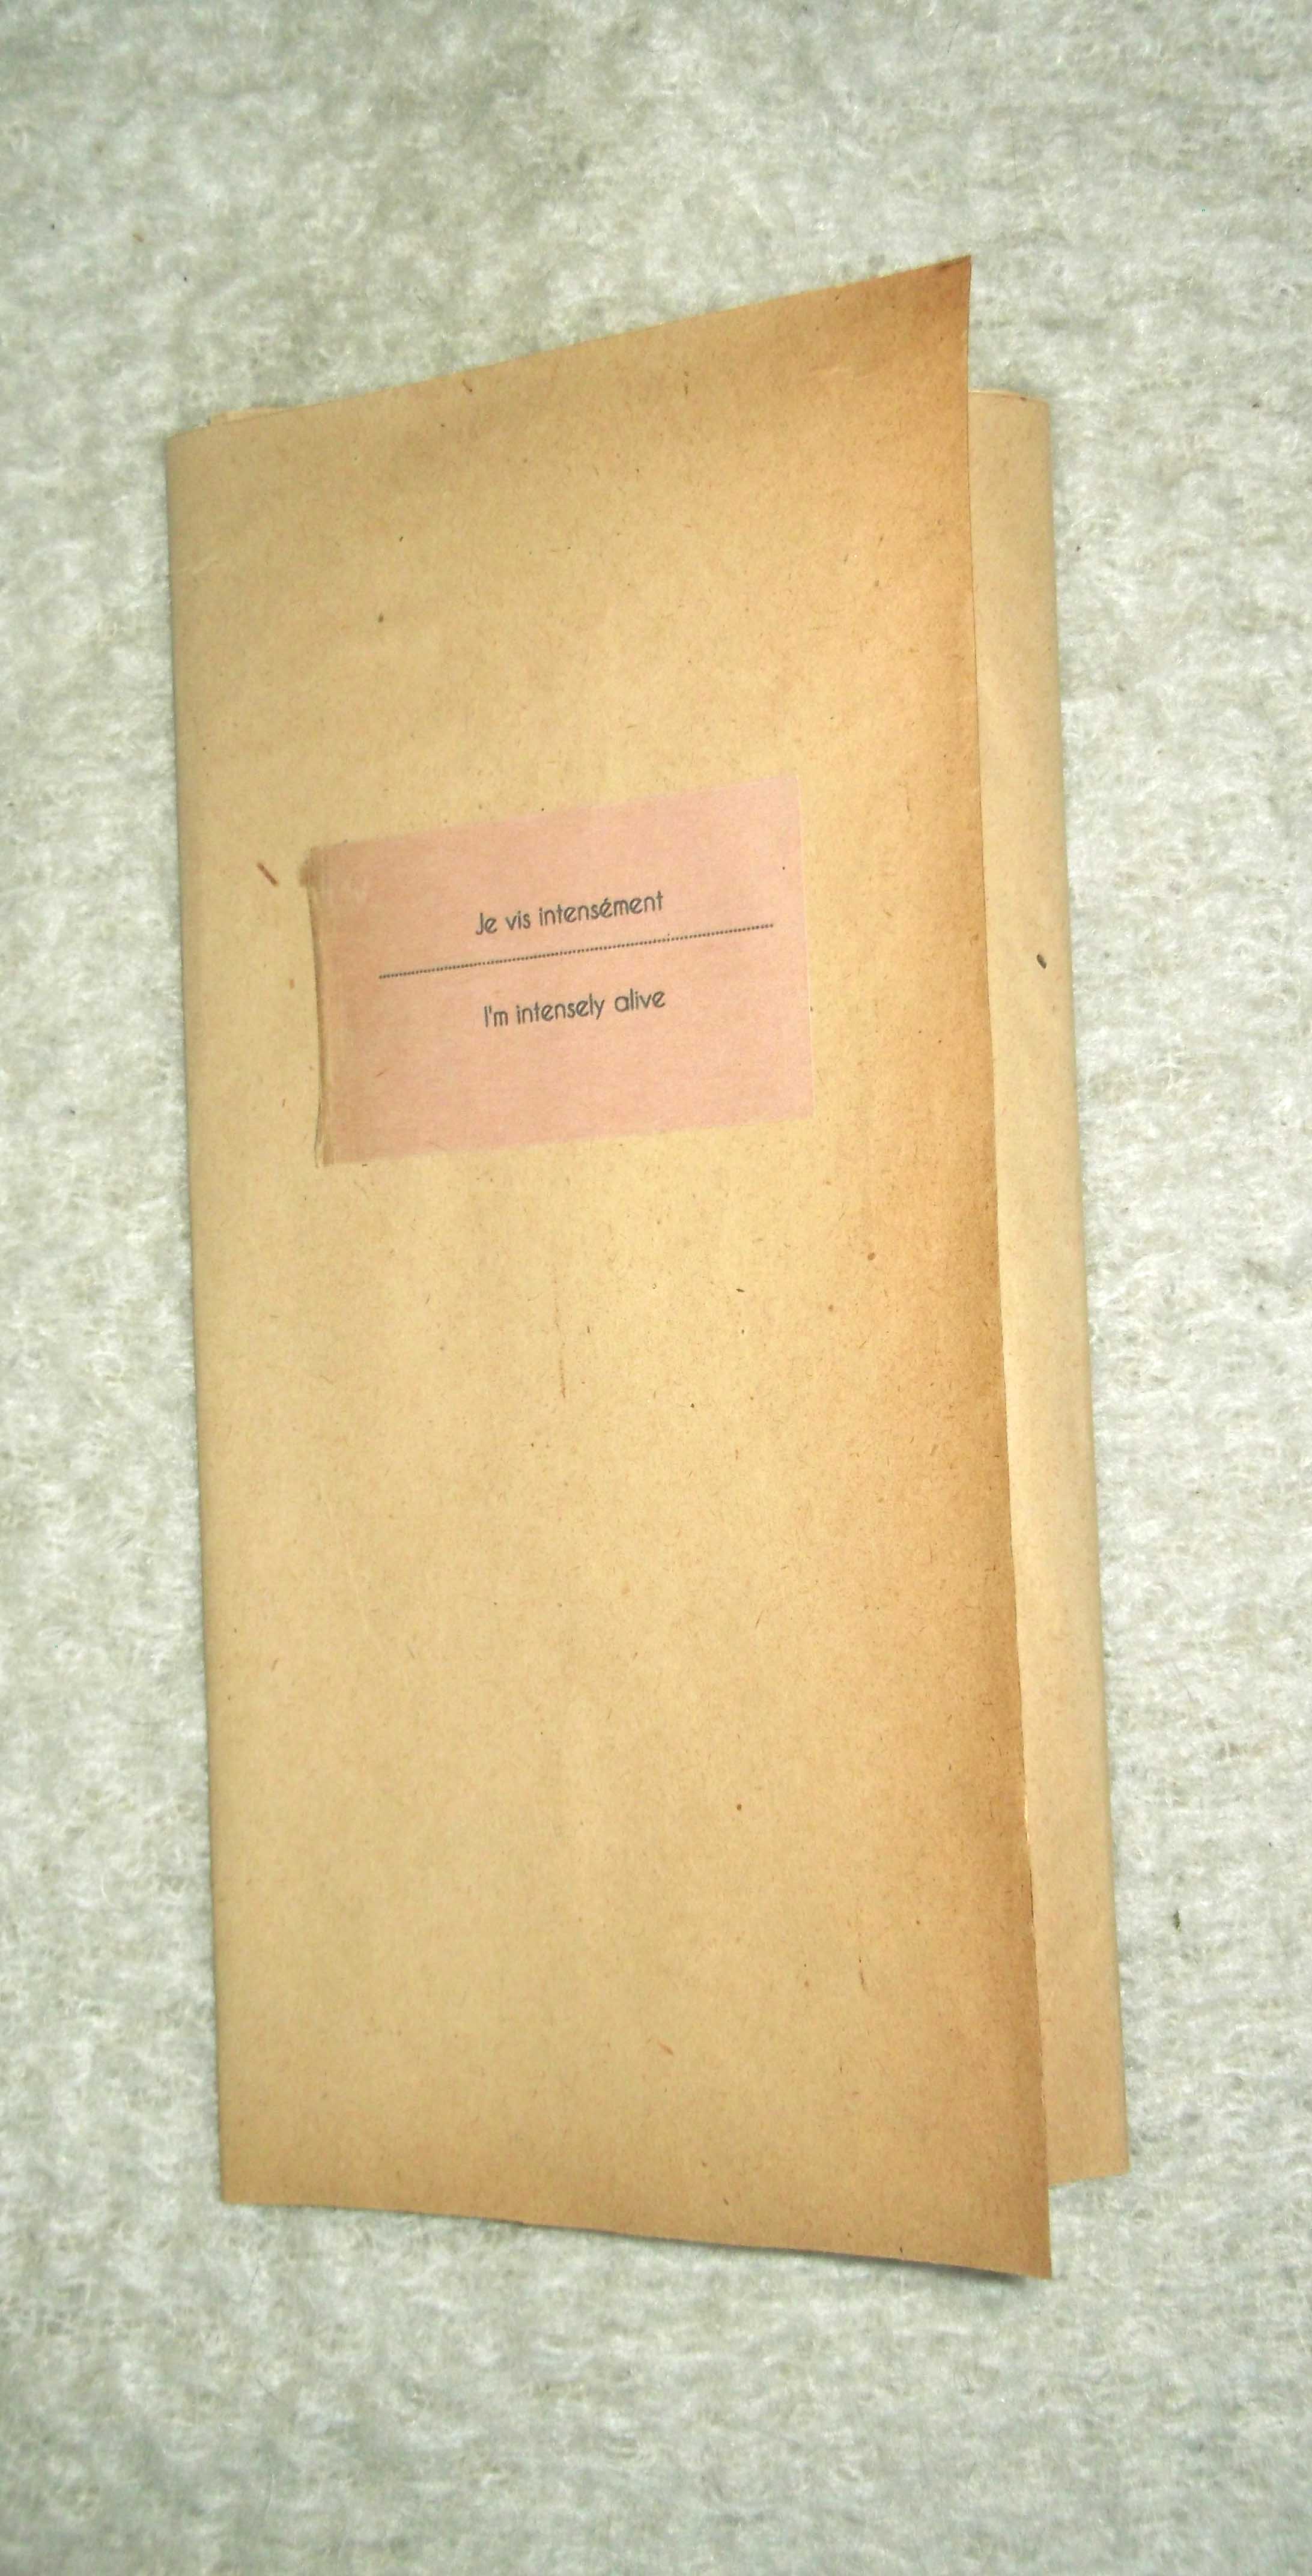 Je vis intensément
I'm intensely alive